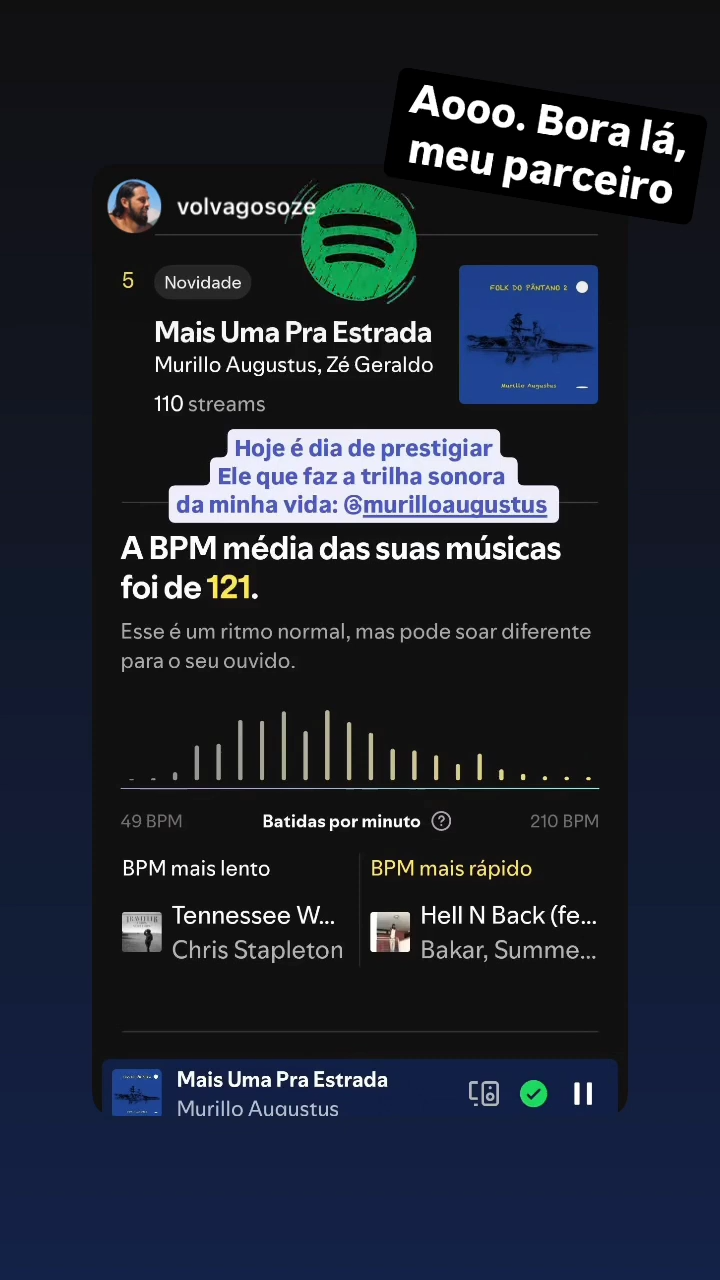 Aooo. Bora lá,
meu parceiro
volvagosoze
5
Novidade
Mais Uma Pra Estrada
Murillo Augustus, Zé Geraldo
110 streams
FOLK DO PÂNTANO 2
Murillo Augustus
Hoje é dia de prestigiar
Ele que faz a trilha sonora
da minha vida: @murilloaugustus
A BPM média das suas músicas
foi de 121.
Esse é um ritmo normal, mas pode soar diferente
para o seu ouvido.
49 BPM
Batidas por minuto ?
210 BPM
BPM mais lento
Tennessee W...
Chris Stapleton
BPM mais rápido
Hell N Back (fe...
Bakar, Summe...
Mais Uma Pra Estrada
Murillo Augustus